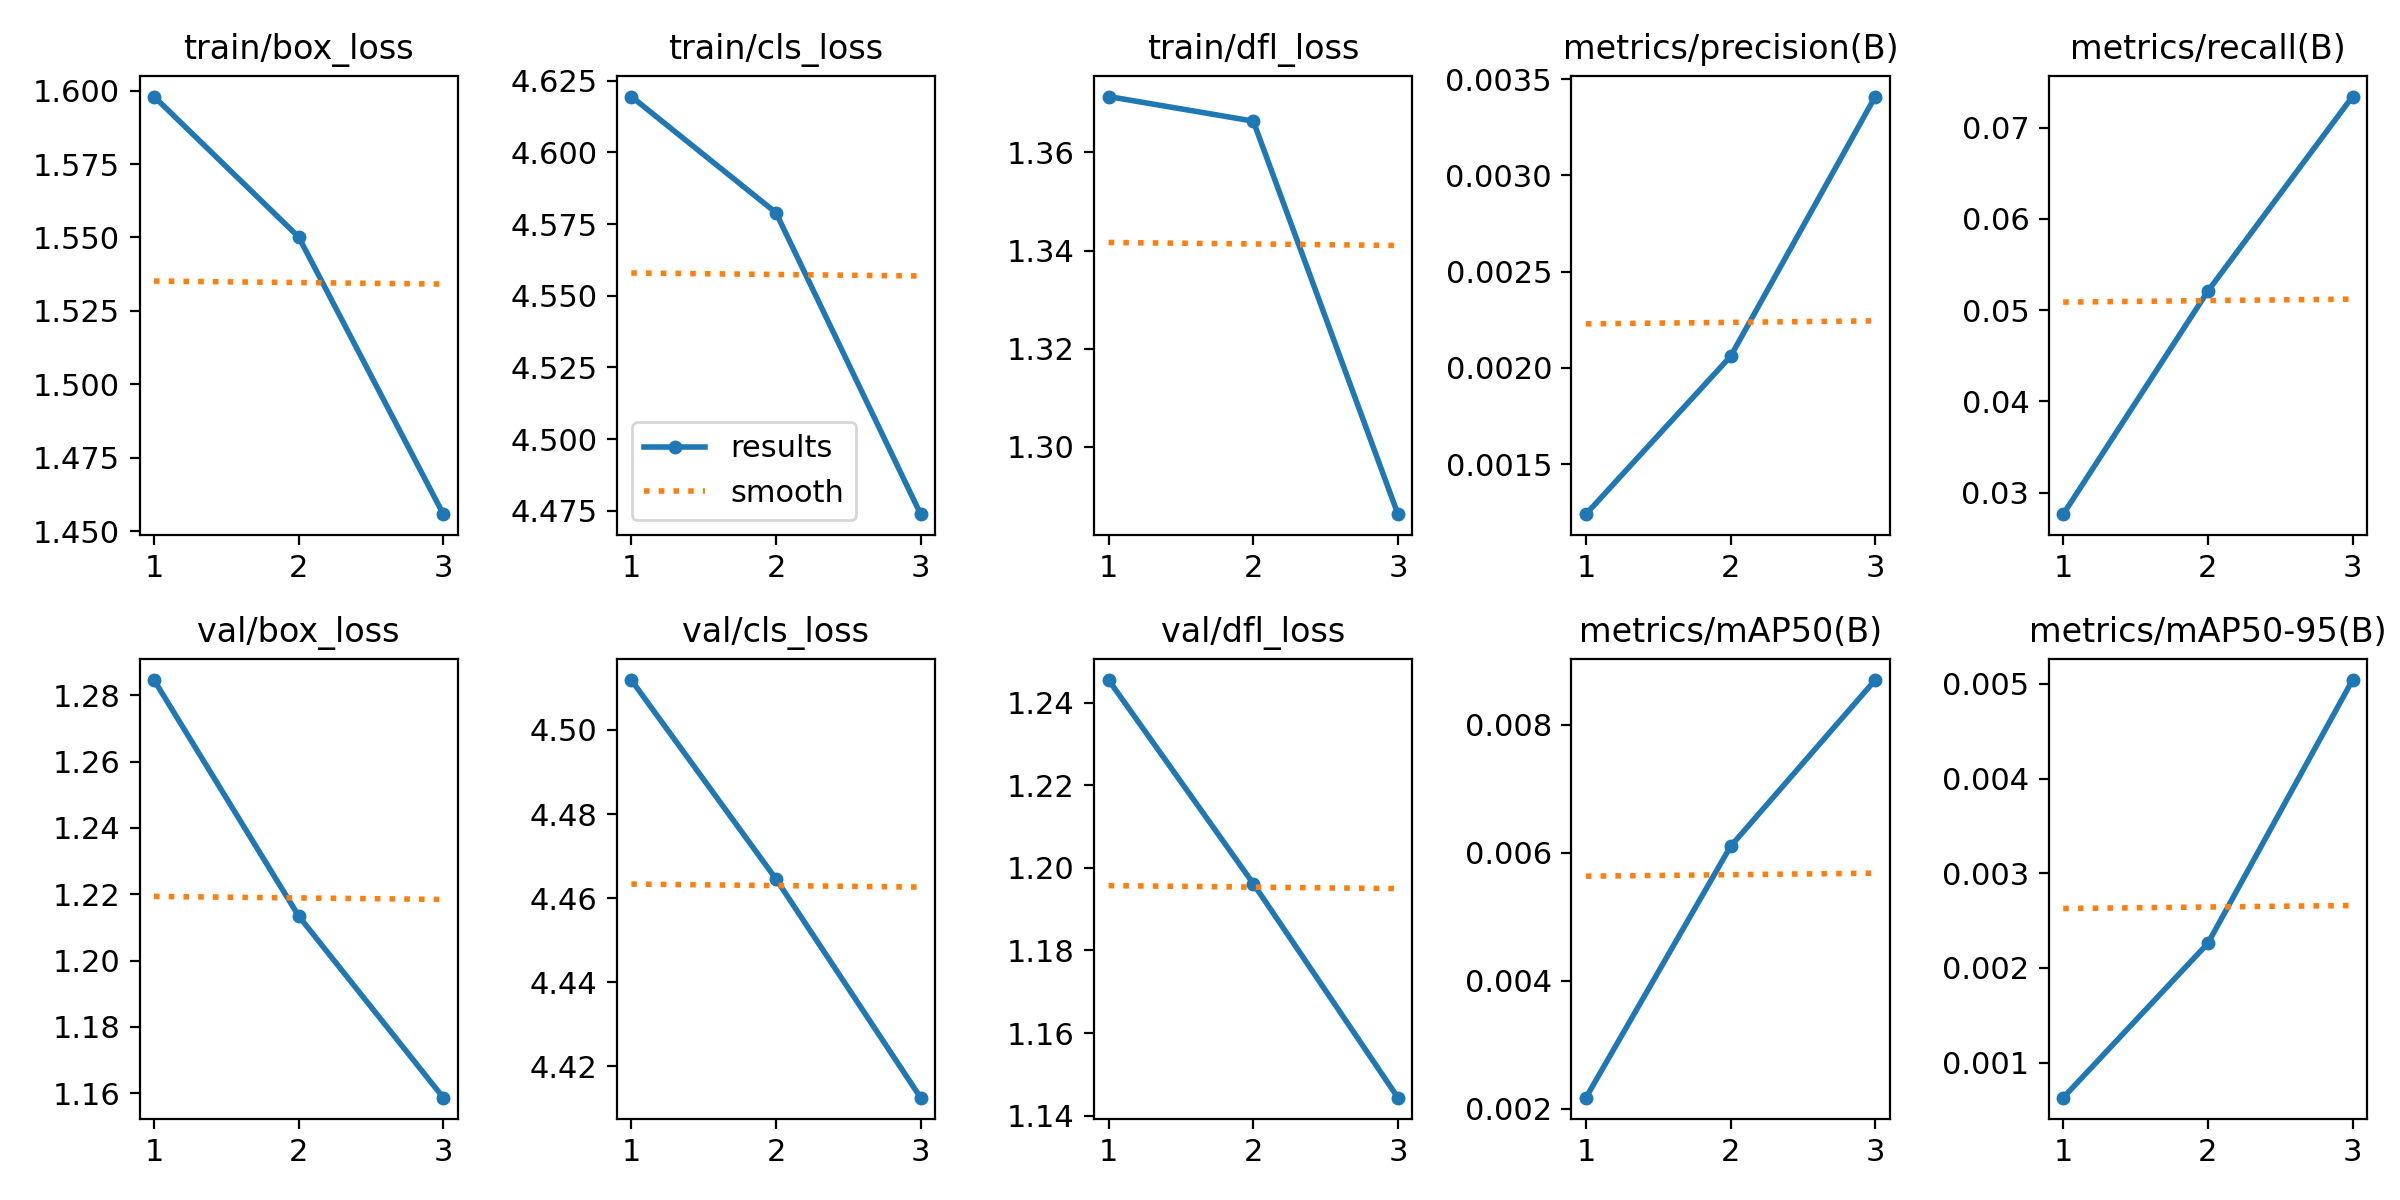 train/box_loss
1.600
1.575
1.550
1.525
1.500
1.475
1.450
1 2 3
train/cls_loss
4.625
4.600
4.575
4.550
4.525
4.500
4.475
results
smooth
1 2 3
train/dfl_loss
1.36
1.34
1.32
1.30
1 2 3
metrics/precision(B)
0.0035
0.0030
0.0025
0.0020
0.0015
1 2 3
metrics/recall(B)
0.07
0.06
0.05
0.04
0.03
1 2 3
val/box_loss
1.28
1.26
1.24
1.22
1.20
1.18
1.16
1 2 3
val/cls_loss
4.50
4.48
4.46
4.44
4.42
1 2 3
val/dfl_loss
1.24
1.22
1.20
1.18
1.16
1.14
1 2 3
metrics/mAP50(B)
0.008
0.006
0.004
0.002
1 2 3
metrics/mAP50-95(B)
0.005
0.004
0.003
0.002
0.001
1 2 3